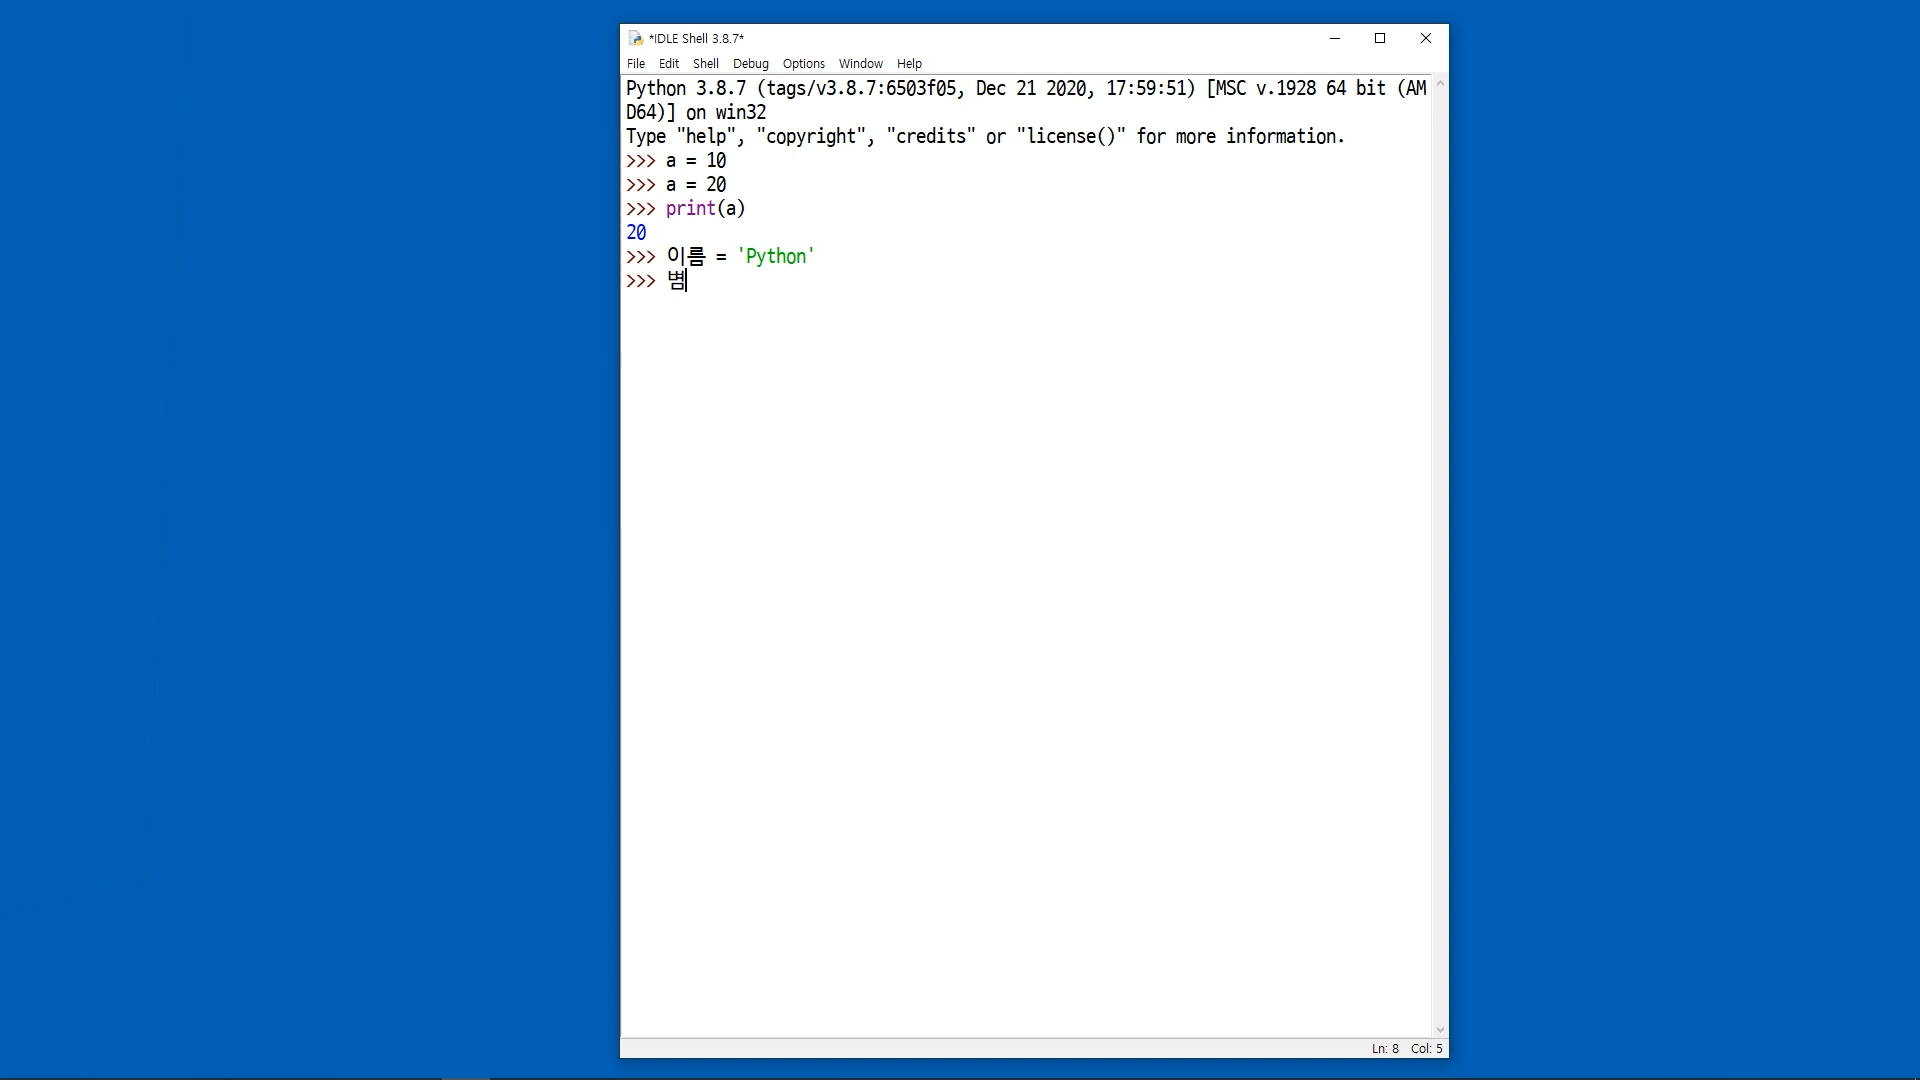 *IDLE Shell 3.8.7*
File Edit Shell Debug Options Window Help
Python 3.8.7 (tags/v3.8.7:6503f05, Dec 21 2020, 17:59:51) [MSC v.1928 64 bit (AM
D64)] on win32
Type "help", "copyright", "credits" or "license()" for more information.
>>> a = 10
>>> a = 20
>>> print(a)
20
>>> 이름 = 'Python'
>>> 볌
Ln: 8 Col: 5